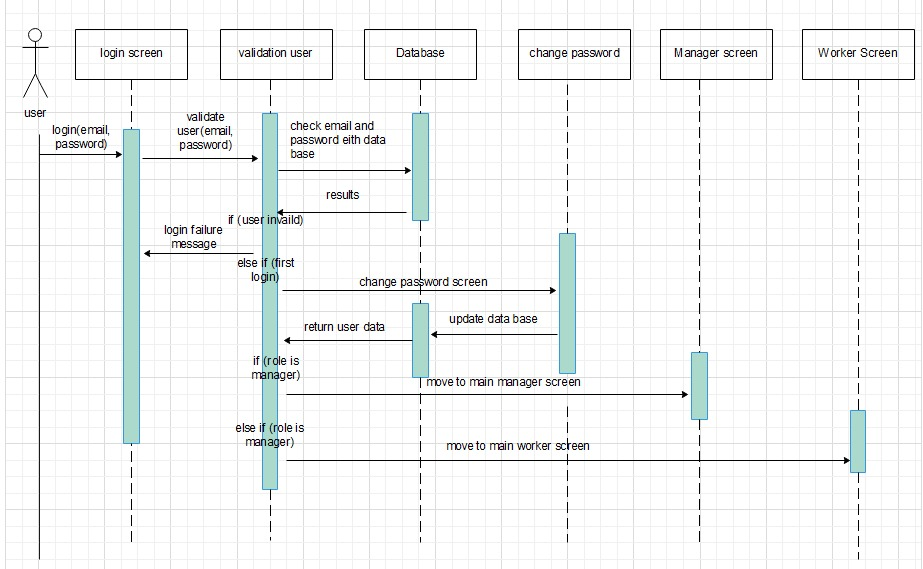 login screen
validation user
Database
change password
Manager screen
Worker Screen
user
login(email,
password)
validate
user(email,
password)
check email and
password eith data
base
results
if (user invaild)
login failure
message
else if (first
login)
change password screen
update data base
return user data
if (role is
manager)
move to main manager screen
else if (role is
manager)
move to main worker screen